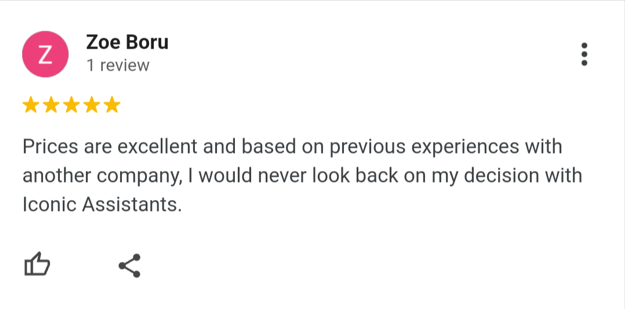 Z
Zoe Boru
1 review
Prices are excellent and based on previous experiences with
another company, I would never look back on my decision with
Iconic Assistants.